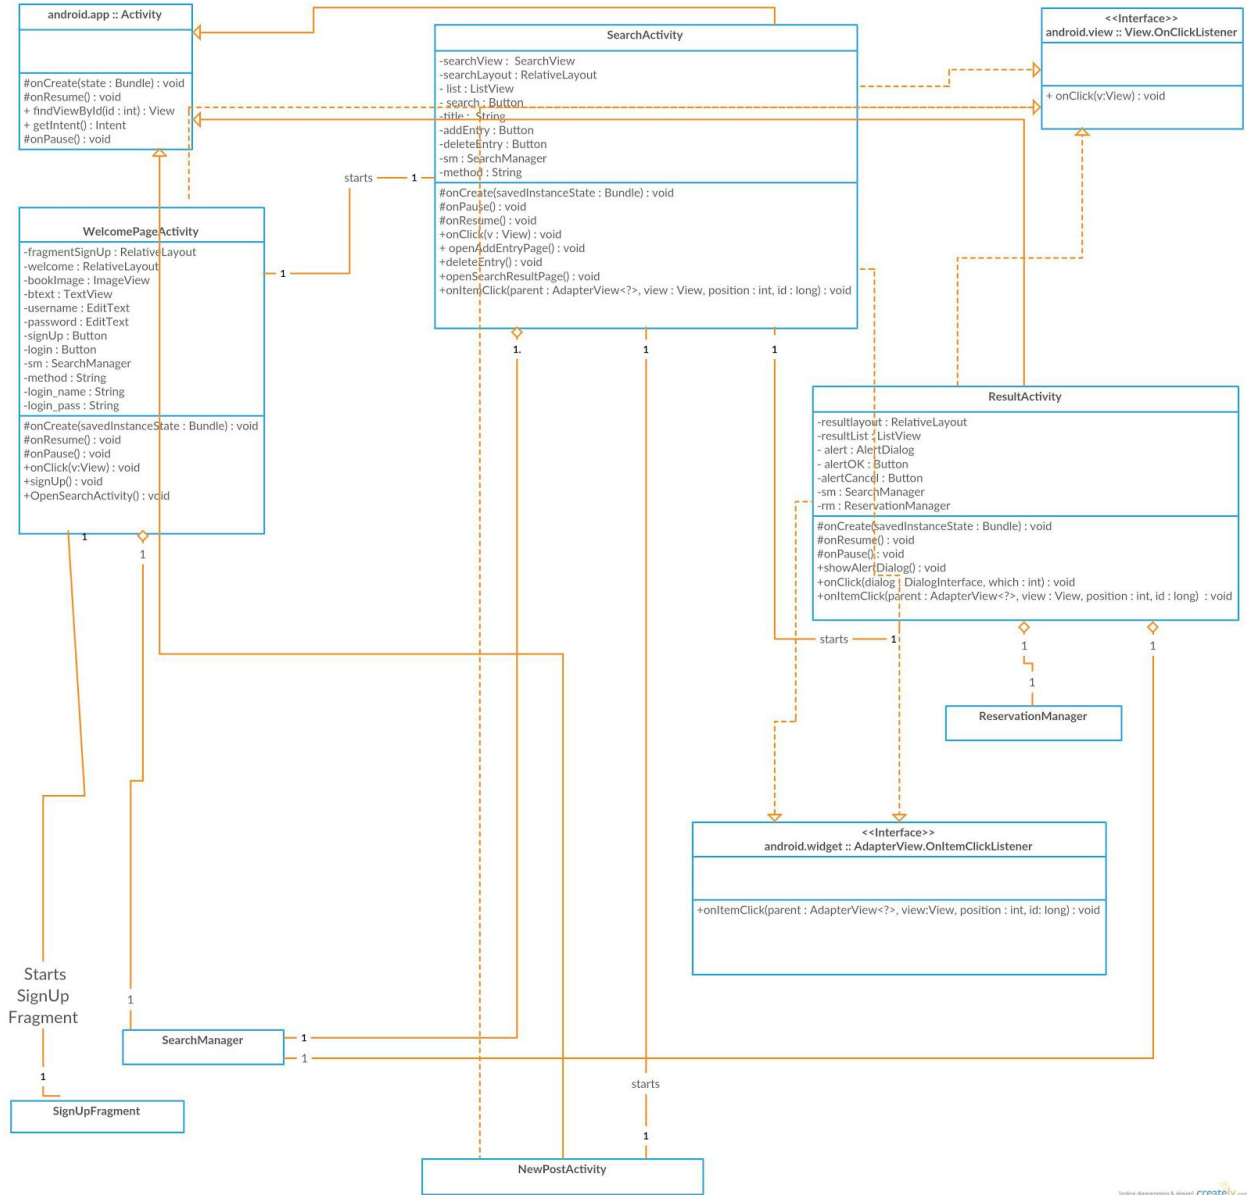 android.app :: Activity
#onCreate(state : Bundle) : void
#onResume() : void
+ findViewById(id : int) : View
+ getIntent() : Intent
#onPause() : void
SearchActivity
-searchView : SearchView
-searchLayout : RelativeLayout
- list : ListView
- search : Button
-title : String
-addEntry : Button
-deleteEntry : Button
-sm : SearchManager
-method : String
#onCreate(savedInstanceState : Bundle) : void
#onPause() : void
#onResume() : void
+onClick(v : View) : void
+ openAddEntryPage() : void
+deleteEntry() : void
+openSearchResultPage() : void
+onItemClick(parent : AdapterView<?>, view : View, position : int, id : long) : void
<<Interface>>
android.view :: View.OnClickListener
+ onClick(v:View) : void
starts
1
1
WelcomePageActivity
-fragmentSignUp : RelativeLayout
-welcome : RelativeLayout
-bookImage : ImageView
-btext : TextView
-username : EditText
-password : EditText
-signUp : Button
-login : Button
-sm : SearchManager
-method : String
-login_name : String
-login_pass : String
#onCreate(savedInstanceState : Bundle) : void
#onResume() : void
#onPause() : void
+onClick(v:View) : void
+signUp() : void
+OpenSearchActivity() : void
1
1
1.
1
1
ResultActivity
-resultlayout : RelativeLayout
-resultList : ListView
- alert : AlertDialog
- alertOK : Button
-alertCancel : Button
-sm : SearchManager
-rm : ReservationManager
#onCreate(savedInstanceState : Bundle) : void
#onResume() : void
#onPause() : void
+showAlertDialog() : void
+onClick(dialog : DialogInterface, which : int) : void
+onItemClick(parent : AdapterView<?>, view : View, position : int, id : long) : void
starts
1
1
1
1
ReservationManager
<<Interface>>
android.widget :: AdapterView.OnItemClickListener
+onItemClick(parent : AdapterView<?>, view:View, position : int, id: long) : void
Starts
SignUp
Fragment
1
SearchManager
1
1
1
SignUpFragment
starts
1
NewPostActivity
Online diagramming & design creately